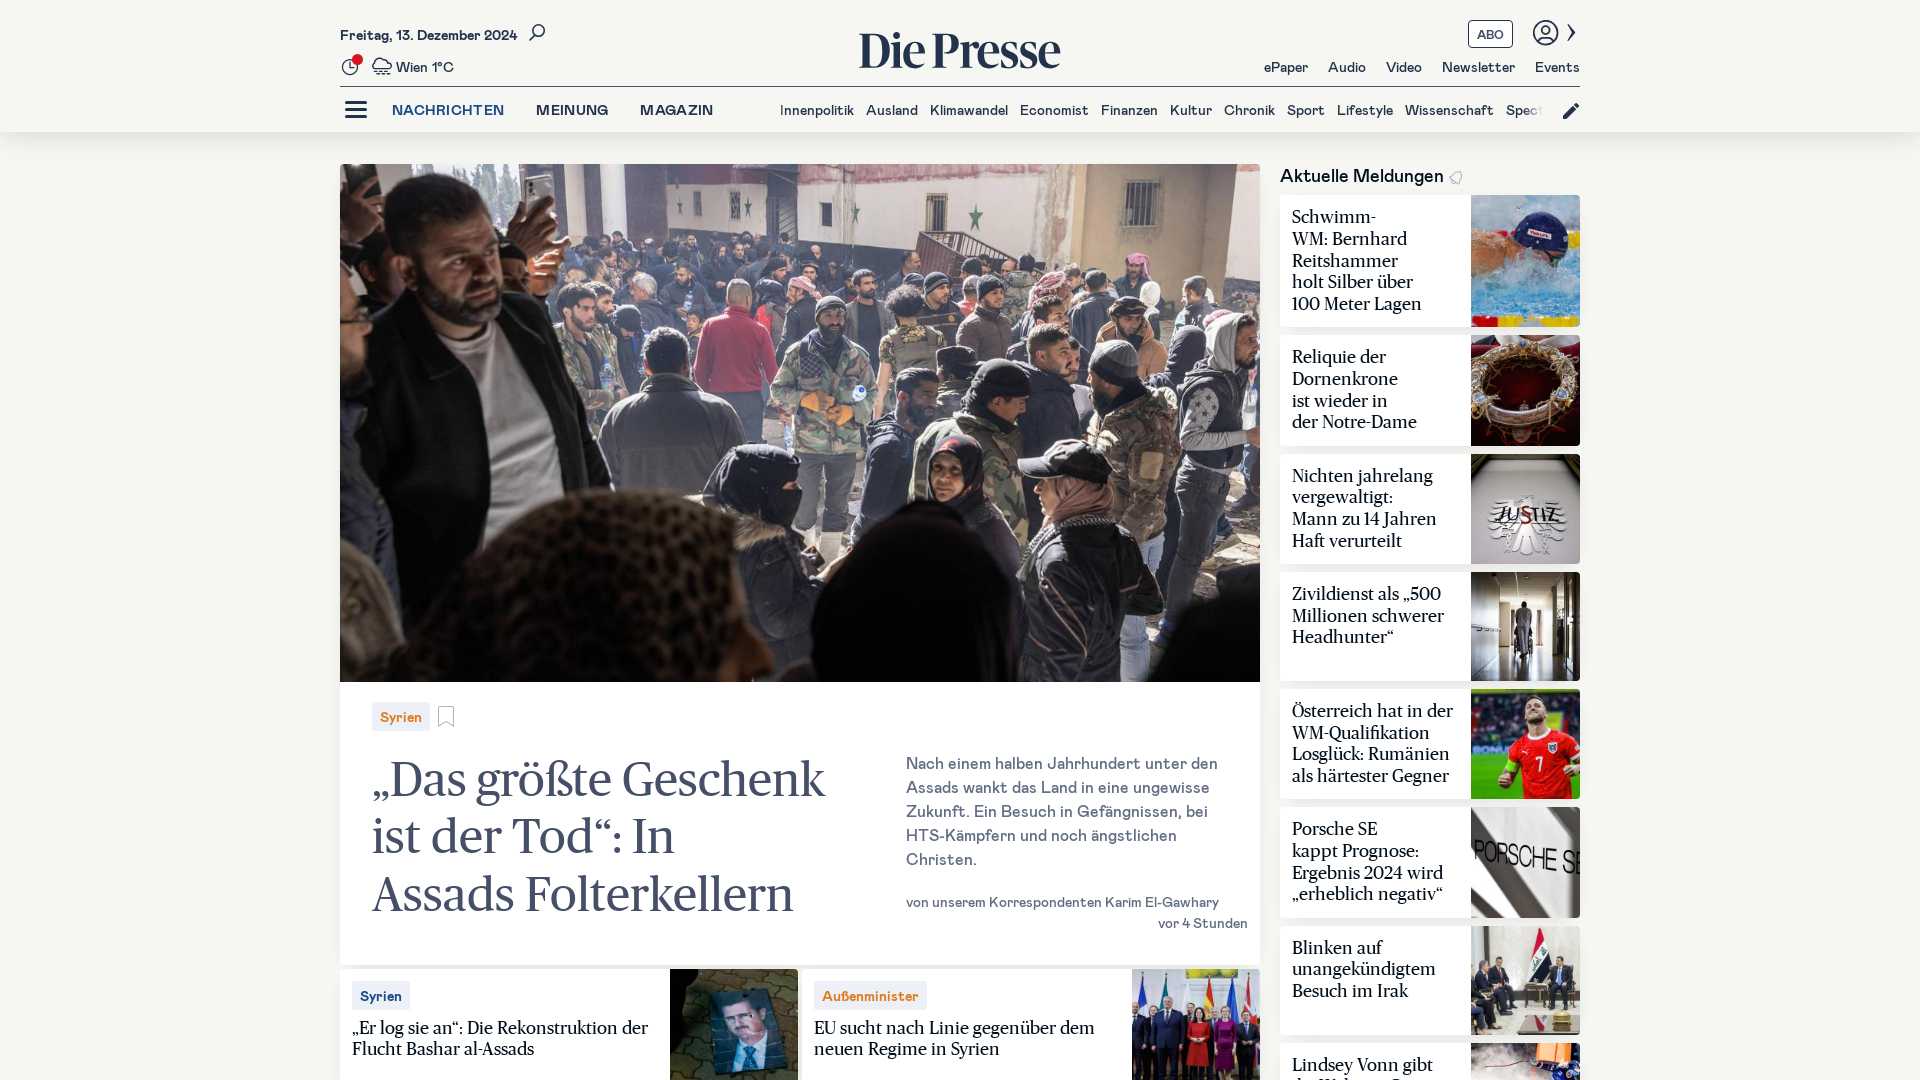 Freitag, 13. Dezember 2024
Die Presse
ABO
Wien 1°C
ePaper Audio Video Newsletter Events
NACHRICHTEN MEINUNG MAGAZIN
Innenpolitik Ausland Klimawandel Economist Finanzen Kultur Chronik Sport Lifestyle Wissenschaft Spect
Syrien
„Das größte Geschenk
ist der Tod“: In
Assads Folterkellern
Nach einem halben Jahrhundert unter den
Assads wankt das Land in eine ungewisse
Zukunft. Ein Besuch in Gefängnissen, bei
HTS-Kämpfern und noch ängstlichen
Christen.
von unserem Korrespondenten Karim El-Gawhary
vor 4 Stunden
Syrien
„Er log sie an“: Die Rekonstruktion der
Flucht Bashar al-Assads
Außenminister
EU sucht nach Linie gegenüber dem
neuen Regime in Syrien
Aktuelle Meldungen
Schwimm-
WM: Bernhard
Reitshammer
holt Silber über
100 Meter Lagen
Reliquie der
Dornenkrone
ist wieder in
der Notre-Dame
Nichten jahrelang
vergewaltigt:
Mann zu 14 Jahren
Haft verurteilt
JUSTIZ
Zivildienst als „500
Millionen schwerer
Headhunter“
Österreich hat in der
WM-Qualifikation
Losglück: Rumänien
als härtester Gegner
7
Porsche SE
kappt Prognose:
Ergebnis 2024 wird
„erheblich negativ“
PORSCHE SE
Blinken auf
unangekündigtem
Besuch im Irak
Lindsey Vonn gibt